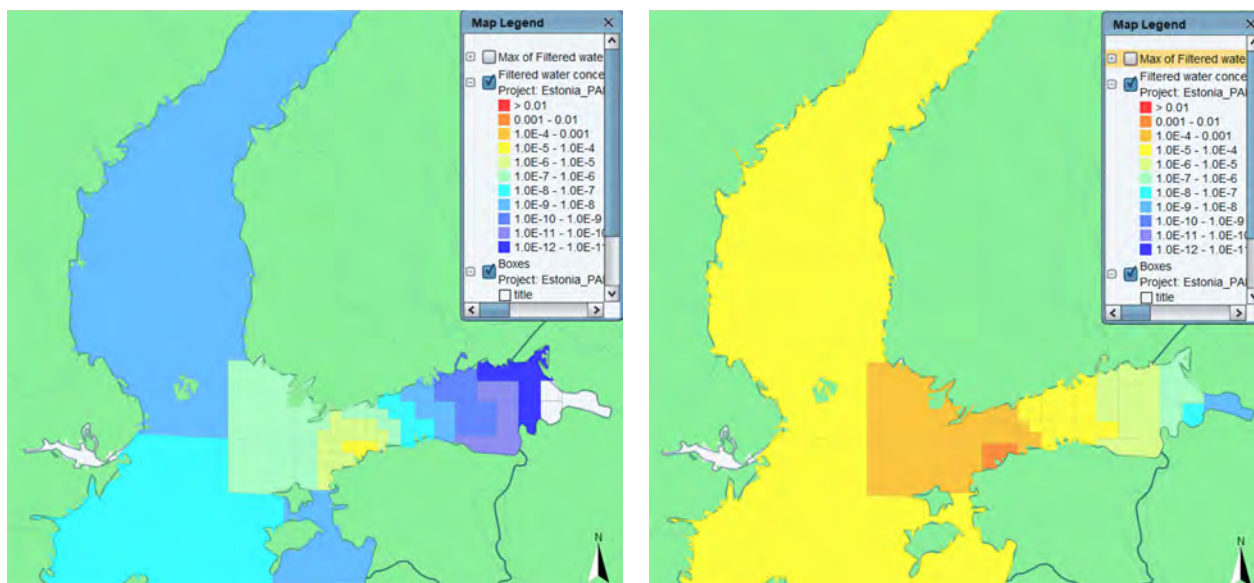 Map Legend
Max of Filtered wate
Filtered water conce
Project: Estonia_PAI
> 0.01
0.001 - 0.01
1.0E-4 - 0.001
1.0E-5 - 1.0E-4
1.0E-6 - 1.0E-5
1.0E-7 - 1.0E-6
1.0E-8 - 1.0E-7
1.0E-9 - 1.0E-8
1.0E-10 - 1.0E-9
1.0E-11 - 1.0E-10
1.0E-12 - 1.0E-11
Boxes
Project: Estonia_PAI
title
N
Map Legend
Max of Filtered wate
Filtered water conce
Project: Estonia_PAI
> 0.01
0.001 - 0.01
1.0E-4 - 0.001
1.0E-5 - 1.0E-4
1.0E-6 - 1.0E-5
1.0E-7 - 1.0E-6
1.0E-8 - 1.0E-7
1.0E-9 - 1.0E-8
1.0E-10 - 1.0E-9
1.0E-11 - 1.0E-10
1.0E-12 - 1.0E-11
Boxes
Project: Estonia_PAI
title
N